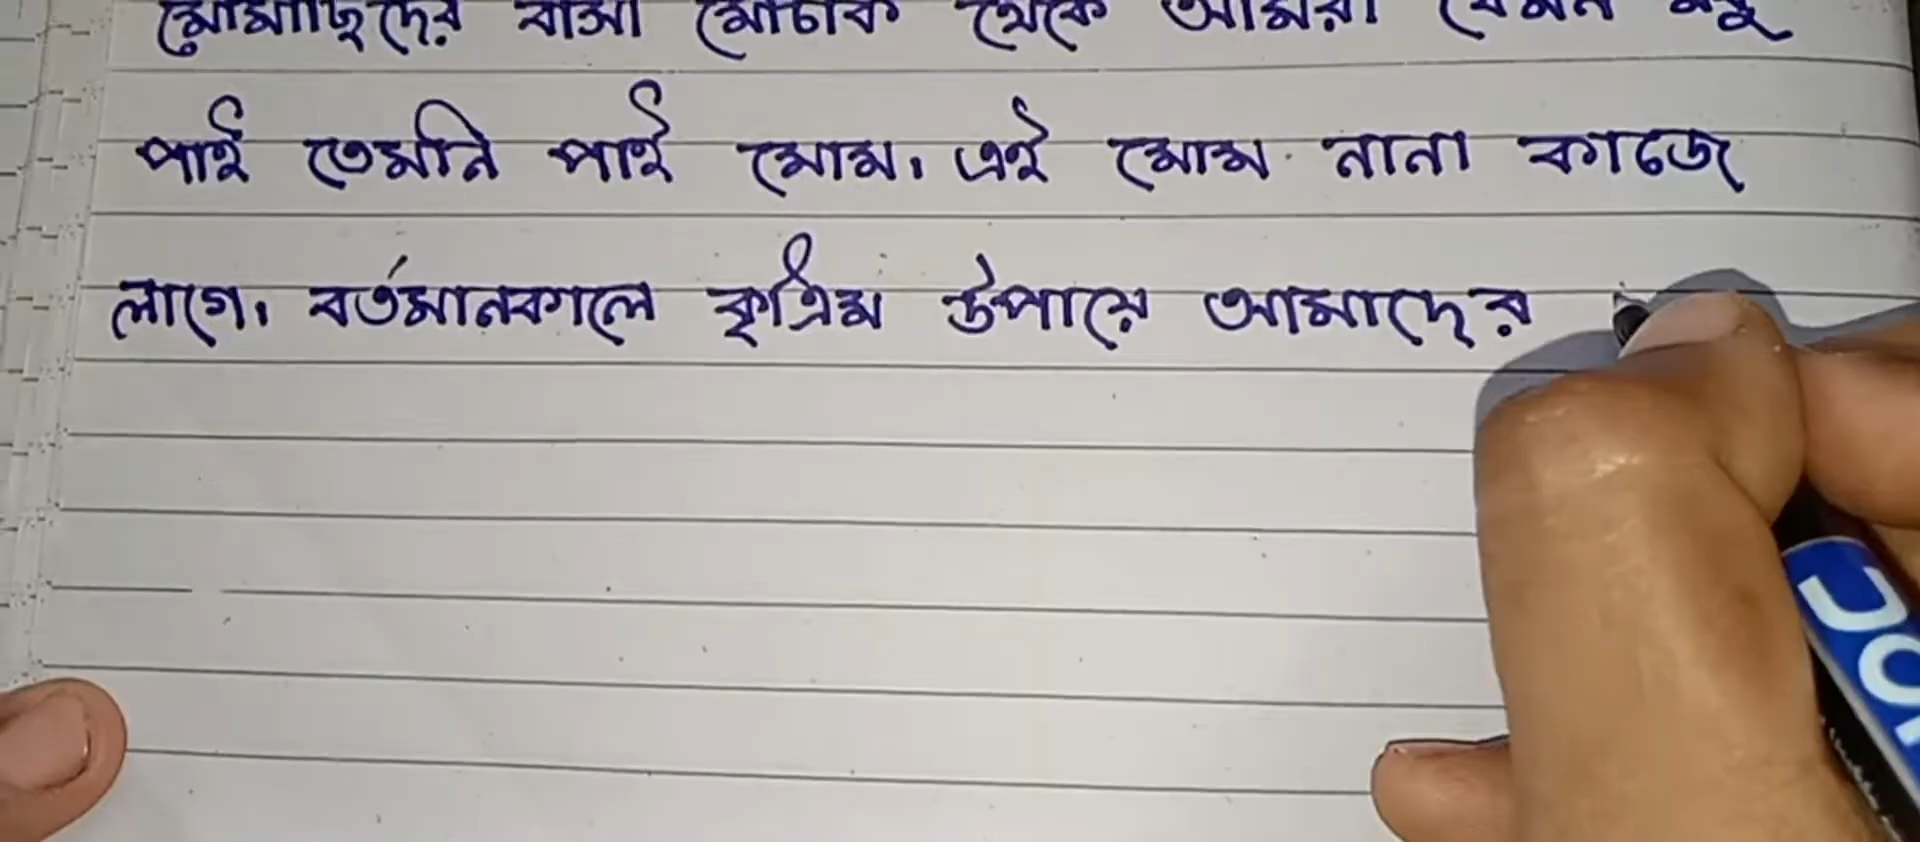 মৌমাছিদের বাসা মৌচাক থেকে আমরা যেমন মধু
পাই তেমনি পাই মোম। এই মোম নানা কাজে
লাগে। বর্তমানকালে কৃত্রিম উপায়ে আমাদের